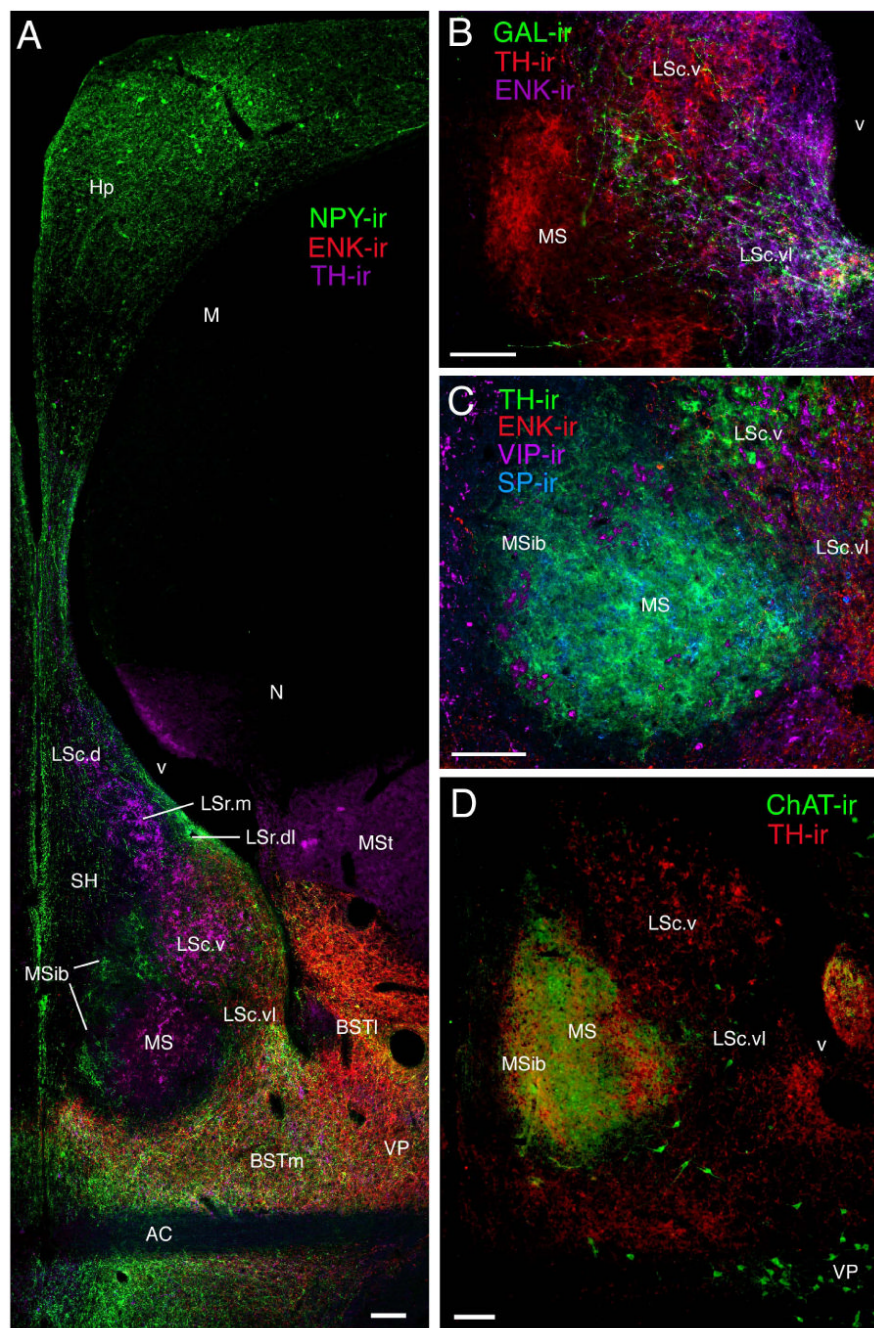 A
Hp
NPY-ir
ENK-ir
TH-ir
M
N
LSc.d
v
LSr.m
LSr.dl
MSt
SH
LSc.v
MSib
LSc.vl
MS
BSTl
BSTm
VP
AC
B
GAL-ir
TH-ir
ENK-ir
LSc.v
v
MS
LSc.vl
C
TH-ir
ENK-ir
VIP-ir
SP-ir
LSc.v
MSib
LSc.vl
MS
D
ChAT-ir
TH-ir
LSc.v
MS
LSc.vl
v
MSib
VP